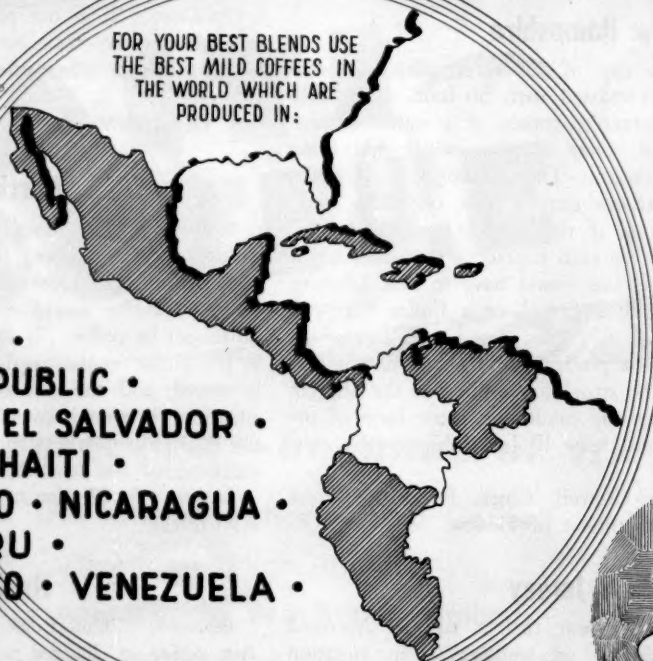 FOR YOUR BEST BLENDS USE
THE BEST MILD COFFEES IN
THE WORLD WHICH ARE
PRODUCED IN:
•
PUBLIC •
EL SALVADOR •
HAITI •
O • NICARAGUA •
RU •
O • VENEZUELA •